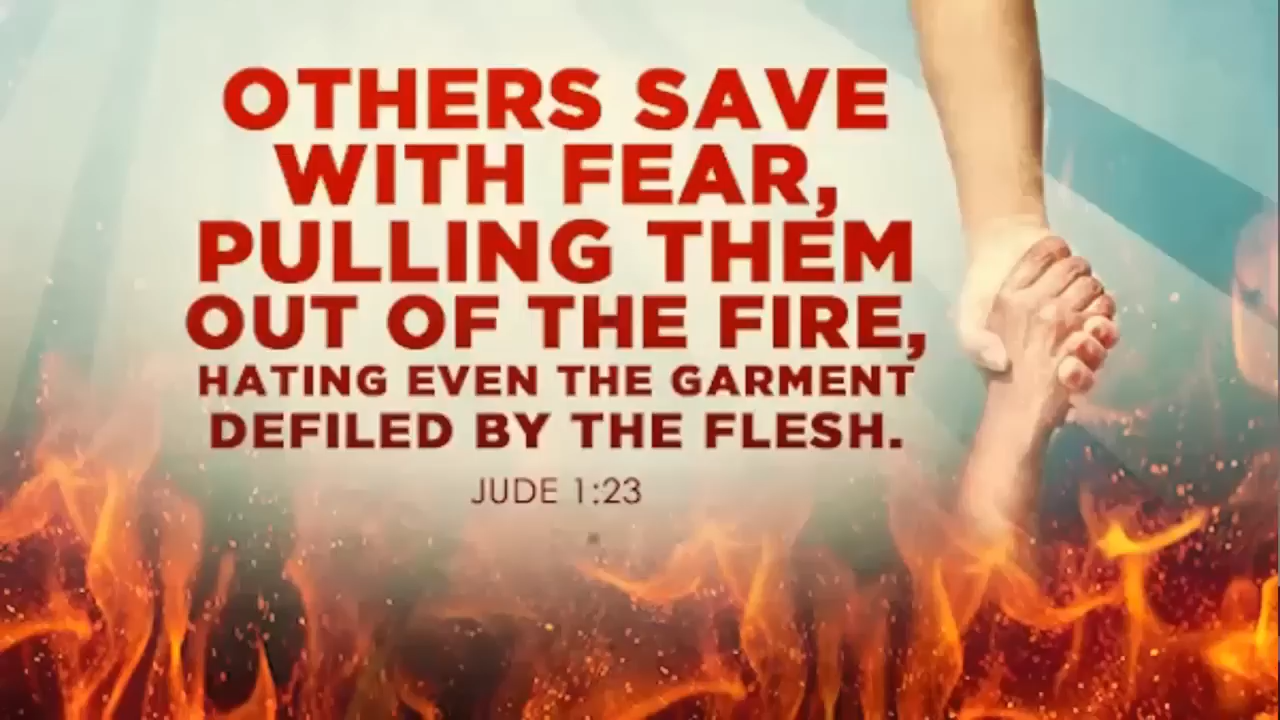 OTHERS SAVE
WITH FEAR,
PULLING THEM
OUT OF THE FIRE,
HATING EVEN THE GARMENT
DEFILED BY THE FLESH.
JUDE 1:23